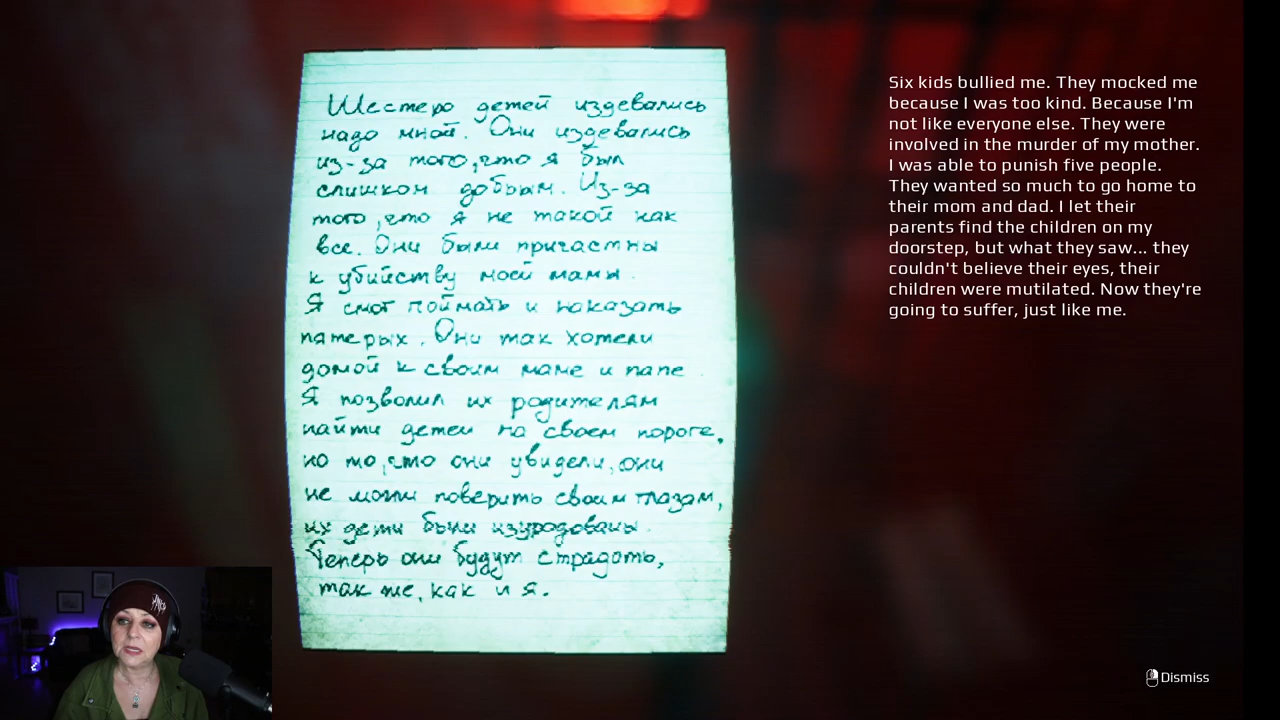 Шестеро детей издевались
надо мной. Они издевались
из-за того, что я был
слишком добрым. Из-за
того, что я не такой как
все. Они были причастны
к убийству моей мамы.
Я смог поймать и наказать
пятерых. Они так хотели
домой к своим маме и папе.
Я позволил их родителям
найти детей на своем пороге,
но то, что они увидели, они
не могли поверить своим глазам,
их дети были изуродованы.
Теперь они будут страдать,
так же, как и я.
Six kids bullied me. They mocked me
because I was too kind. Because I'm
not like everyone else. They were
involved in the murder of my mother.
I was able to punish five people.
They wanted so much to go home to
their mom and dad. I let their
parents find the children on my
doorstep, but what they saw... they
couldn't believe their eyes, their
children were mutilated. Now they're
going to suffer, just like me.
Dismiss